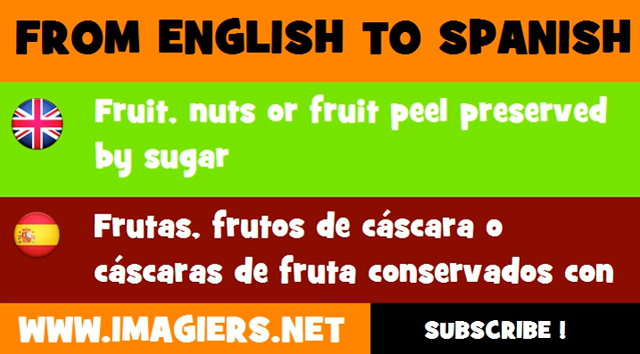 FROM ENGLISH TO SPANISH
Fruit, nuts or fruit peel preserved
by sugar
Frutas, frutos de cáscara o
cáscaras de fruta conservados con
WWW.IMAGIERS.NET
SUBSCRIBE !